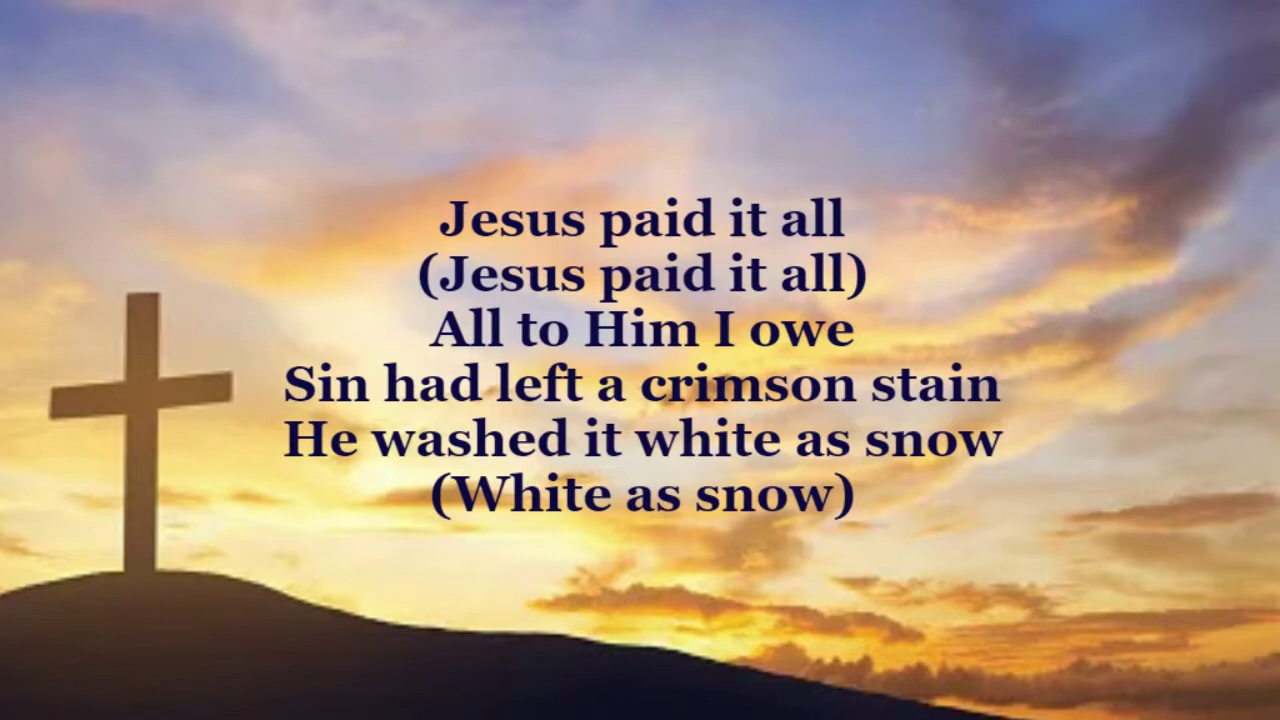 Jesus paid it all
(Jesus paid it all)
All to Him I owe
Sin had left a crimson stain
He washed it white as snow
(White as snow)